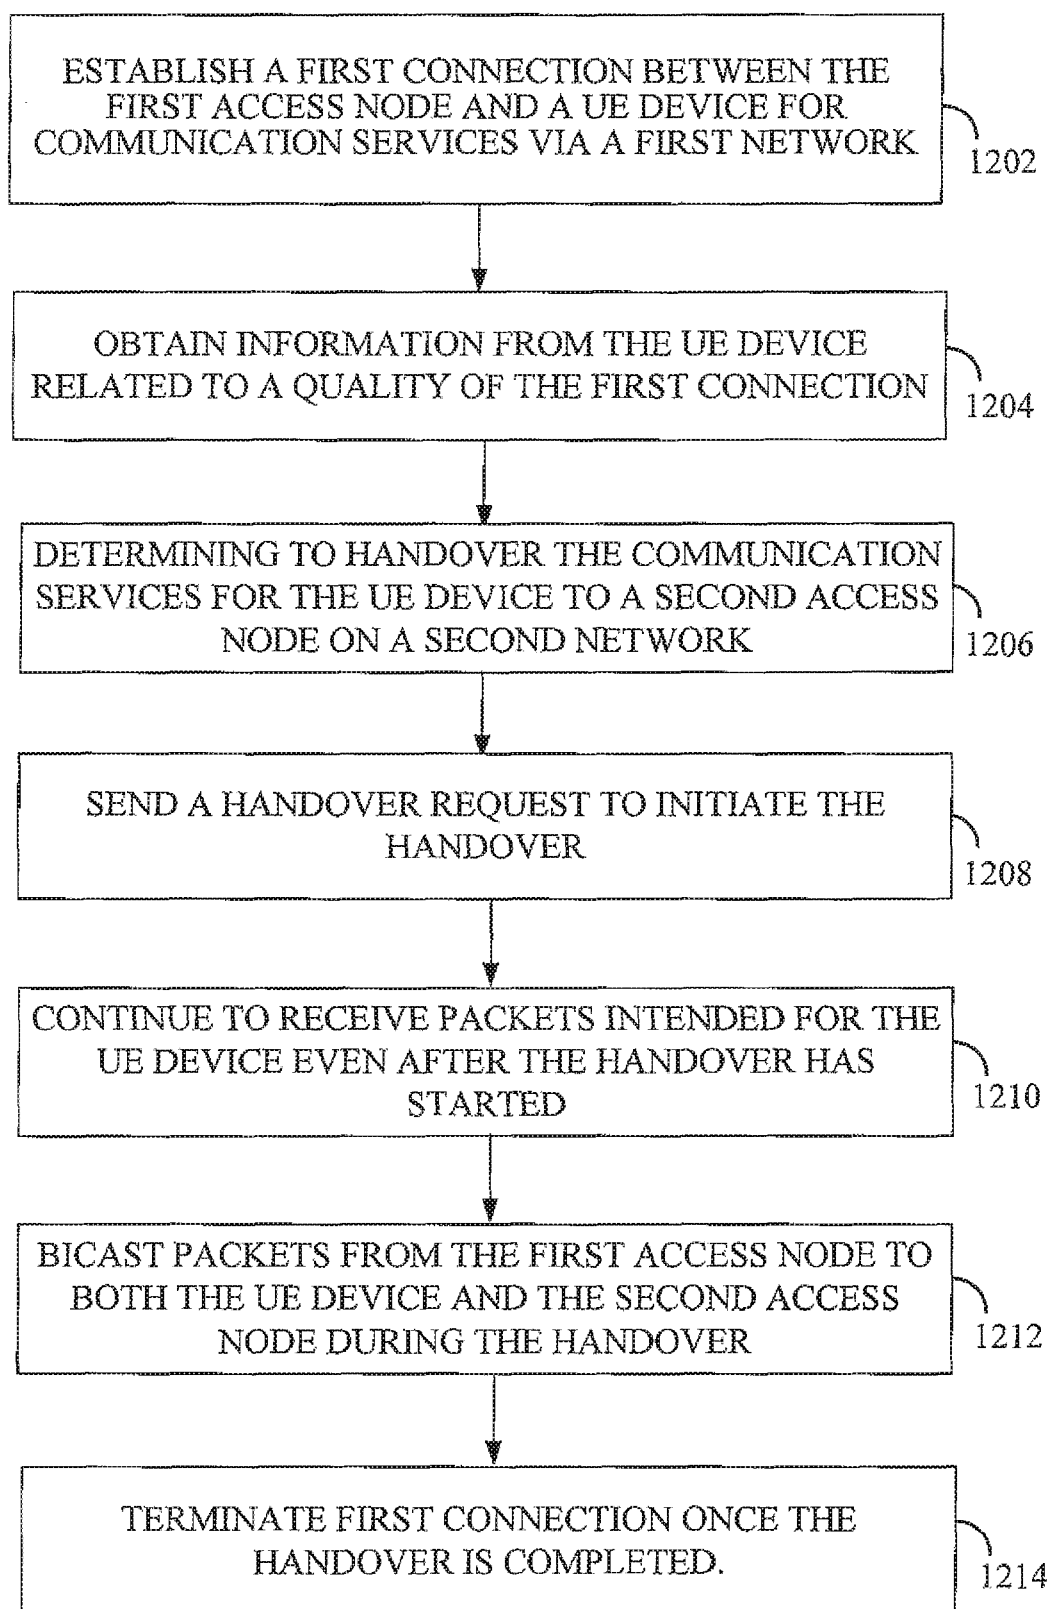 ESTABLISH A FIRST CONNECTION BETWEEN THE
FIRST ACCESS NODE AND A UE DEVICE FOR
COMMUNICATION SERVICES VIA A FIRST NETWORK
1202
OBTAIN INFORMATION FROM THE UE DEVICE
RELATED TO A QUALITY OF THE FIRST CONNECTION
1204
DETERMINING TO HANDOVER THE COMMUNICATION
SERVICES FOR THE UE DEVICE TO A SECOND ACCESS
NODE ON A SECOND NETWORK
1206
SEND A HANDOVER REQUEST TO INITIATE THE
HANDOVER
1208
CONTINUE TO RECEIVE PACKETS INTENDED FOR THE
UE DEVICE EVEN AFTER THE HANDOVER HAS
STARTED
1210
BICAST PACKETS FROM THE FIRST ACCESS NODE TO
BOTH THE UE DEVICE AND THE SECOND ACCESS
NODE DURING THE HANDOVER
1212
TERMINATE FIRST CONNECTION ONCE THE
HANDOVER IS COMPLETED.
1214